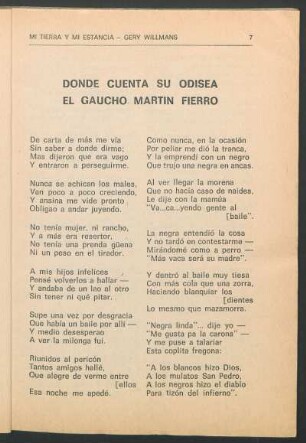 MI TIERRA Y MI ESTANCIA – GERY WILLMANS 7
DONDE CUENTA SU ODISEA
EL GAUCHO MARTIN FIERRO
De carta de más me vía
Sin saber a donde dirme;
Mas dijeron que era vago
Y entraron a perseguirme.
Nunca se achican los males,
Van poco a poco creciendo,
Y ansina me vide pronto
Obligao a andar juyendo.
No tenía mujer, ni rancho,
Y a más era resertor,
No tenía una prenda güena
Ni un peso en el tirador.
A mis hijos infelices
Pensé volverlos a hallar —
Y andaba de un lao al otro
Sin tener ni qué pitar.
Supe una vez por desgracia
Que había un baile por allí —
Y medio desesperao
A ver la milonga fui.
Riunidos al pericón
Tantos amigos hallé,
Que alegre de verme entre
[ellos
Esa noche me apedé.
Como nunca, en la ocasión
Por peliar me dió la tranca,
Y la emprendí con un negro
Que trujo una negra en ancas.
Al ver llegar la morena
Que no hacía caso de naides,
Le dije con la mamúa
"Va...ca...yendo gente al
[baile".
La negra entendió la cosa
Y no tardó en contestarme —
Mirándomé como a perro, —
"Más vaca será su madre".
Y dentró al baile muy tiesa
Con más cola que una zorra,
Haciendo blanquiar los
[dientes
Lo mesmo que mazamorra.
"Negra linda"... dije yo —
"Me gusta pa la carona" —
Y me puse a talariar
Esta coplita fregona:
"A los blancos hizo Dios,
A los mulatos San Pedro,
A los negros hizo el diablo
Para tizón del infierno".